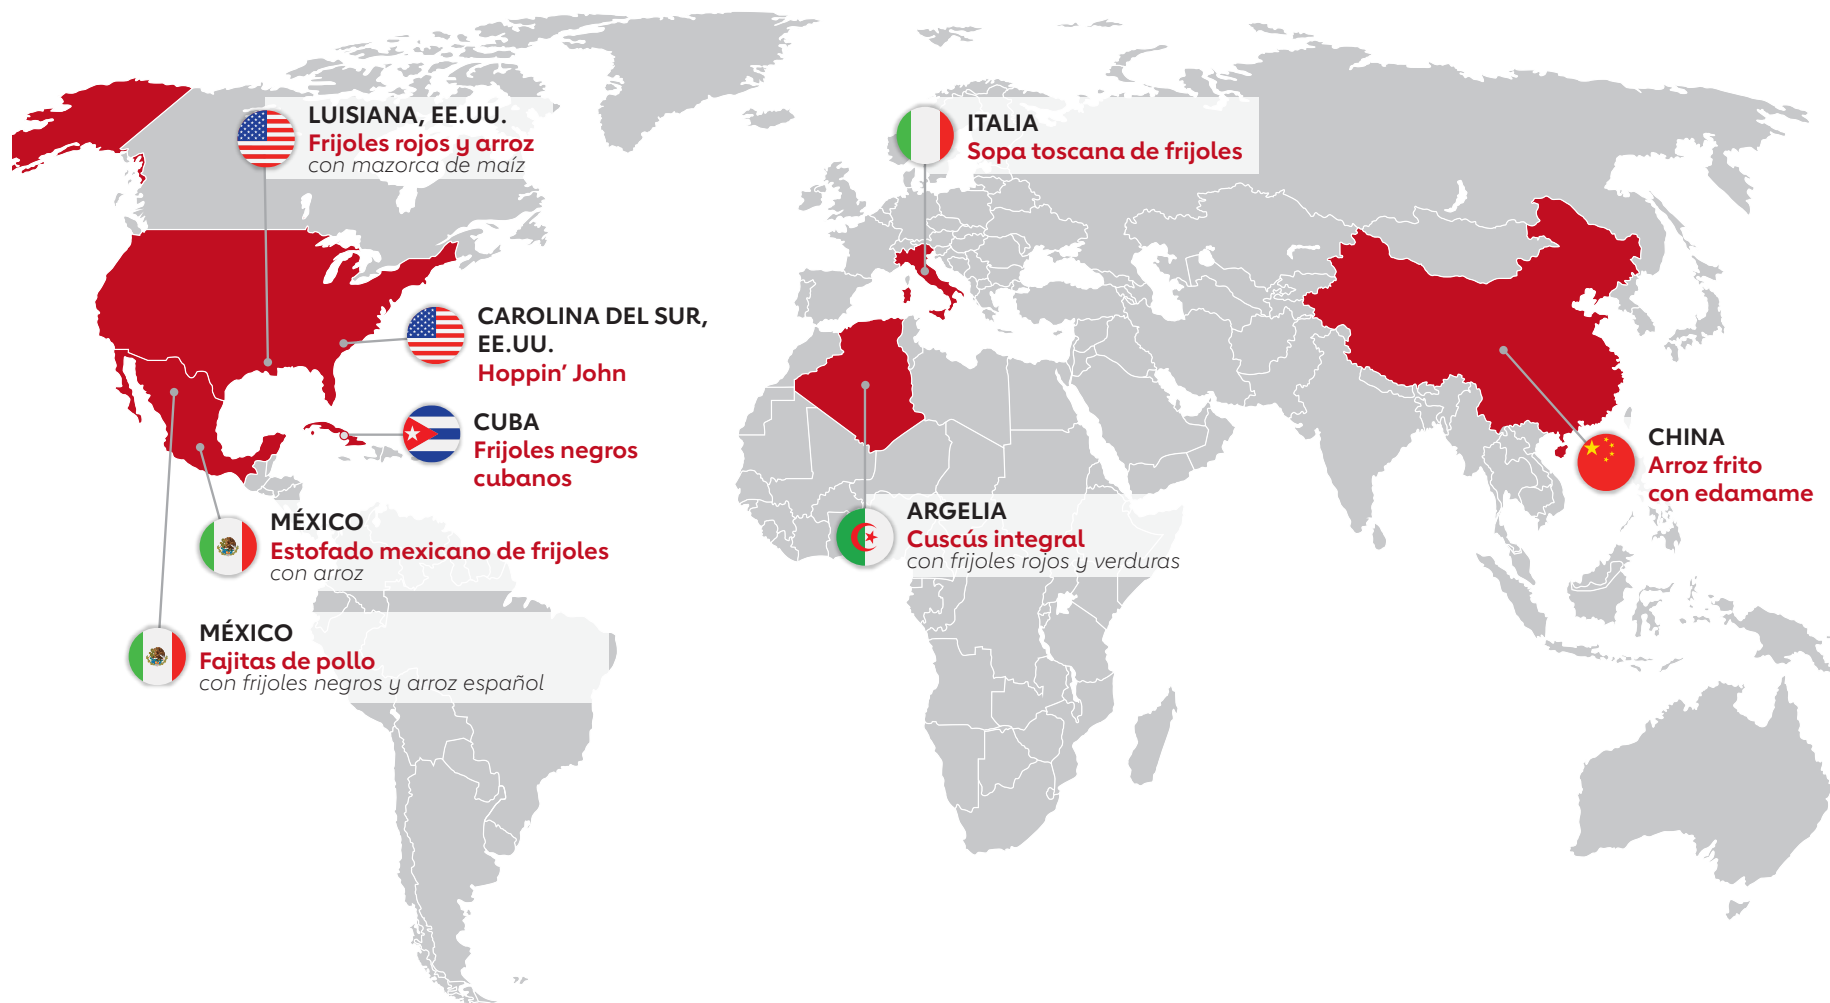 LUISIANA, EE.UU.
Frijoles rojos y arroz
con mazorca de maíz
ITALIA
Sopa toscana de frijoles
CAROLINA DEL SUR,
EE.UU.
Hoppin’ John
CUBA
Frijoles negros
cubanos
CHINA
Arroz frito
con edamame
MÉXICO
Estofado mexicano de frijoles
con arroz
ARGELIA
Cuscús integral
con frijoles rojos y verduras
MÉXICO
Fajitas de pollo
con frijoles negros y arroz español